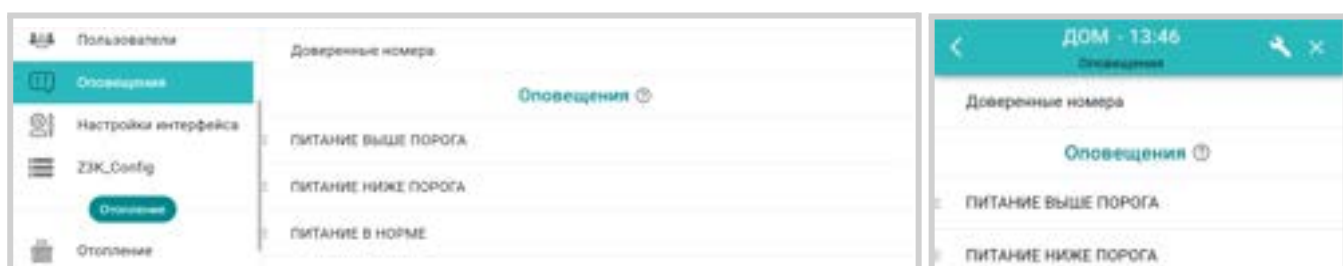 Пользователи
Оповещения
Настройки интерфейса
Z3K_Config
Отопление
Отопление
Доверенные номера
Оповещения
ПИТАНИЕ ВЫШЕ ПОРОГА
ПИТАНИЕ НИЖЕ ПОРОГА
ПИТАНИЕ В НОРМЕ
ДОМ - 13:46
Оповещения
Доверенные номера
Оповещения
ПИТАНИЕ ВЫШЕ ПОРОГА
ПИТАНИЕ НИЖЕ ПОРОГА